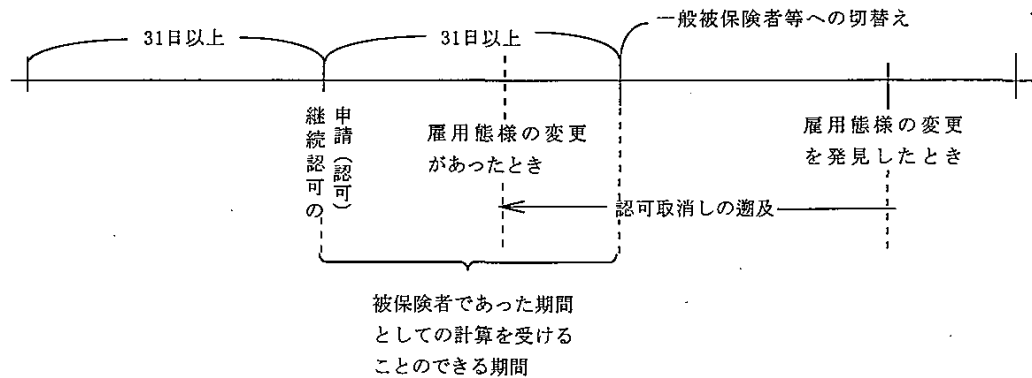 一般被保険者等への切替え
31日以上
31日以上
継続認可の
申請（認可）
雇用態様の変更
があったとき
雇用態様の変更
を発見したとき
認可取消しの遡及
被保険者であった期間
としての計算を受ける
ことのできる期間